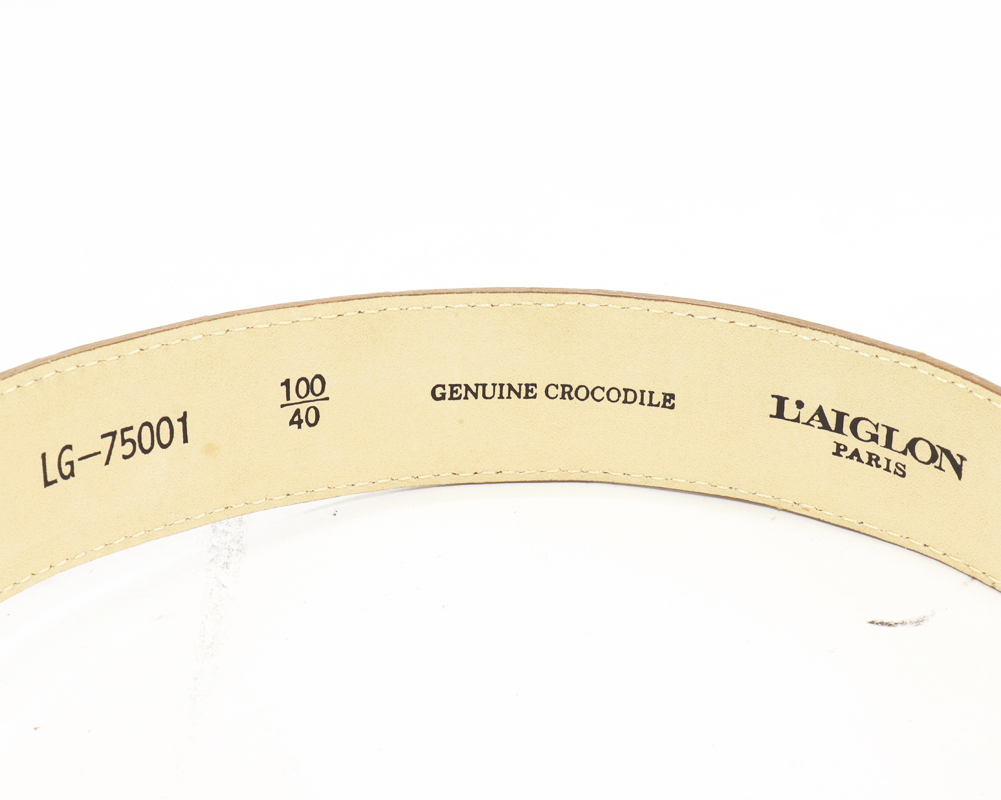 LG-75001
100
40
GENUINE CROCODILE
L'AIGLON
PARIS